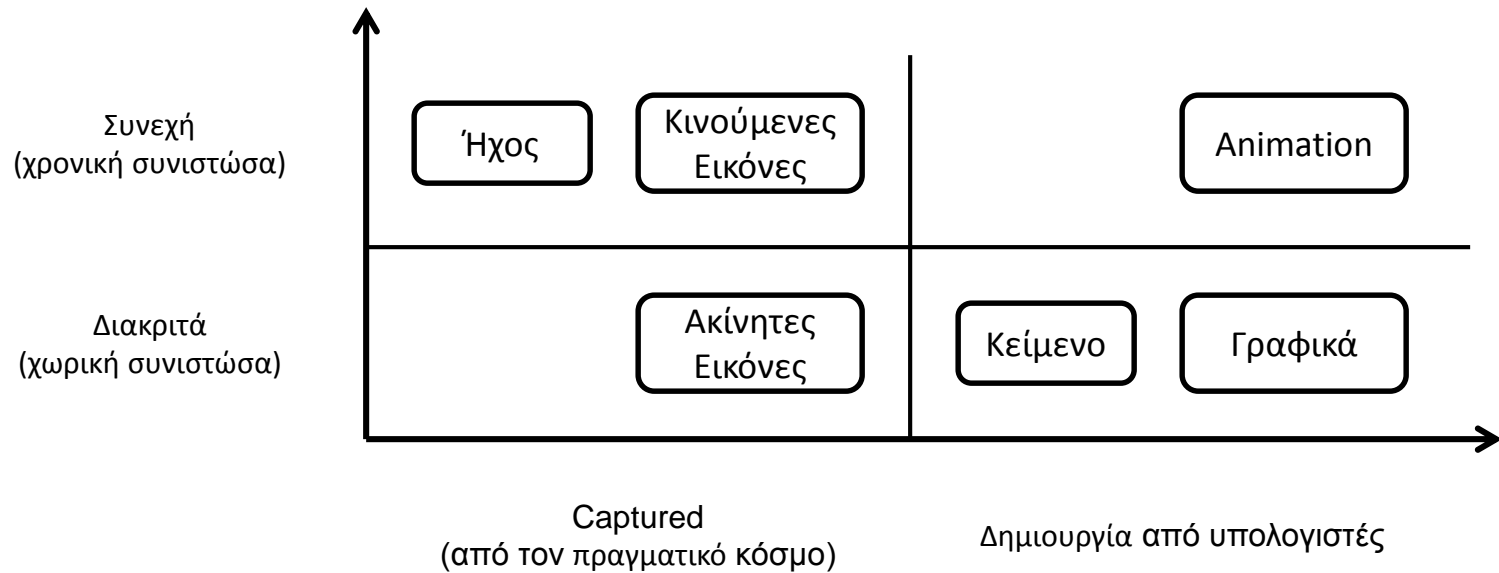 Συνεχή
(χρονική συνιστώσα)
Ήχος
Κινούμενες
Εικόνες
Animation
Διακριτά
(χωρική συνιστώσα)
Ακίνητες
Εικόνες
Κείμενο
Γραφικά
Captured
(από τον πραγματικό κόσμο)
Δημιουργία από υπολογιστές